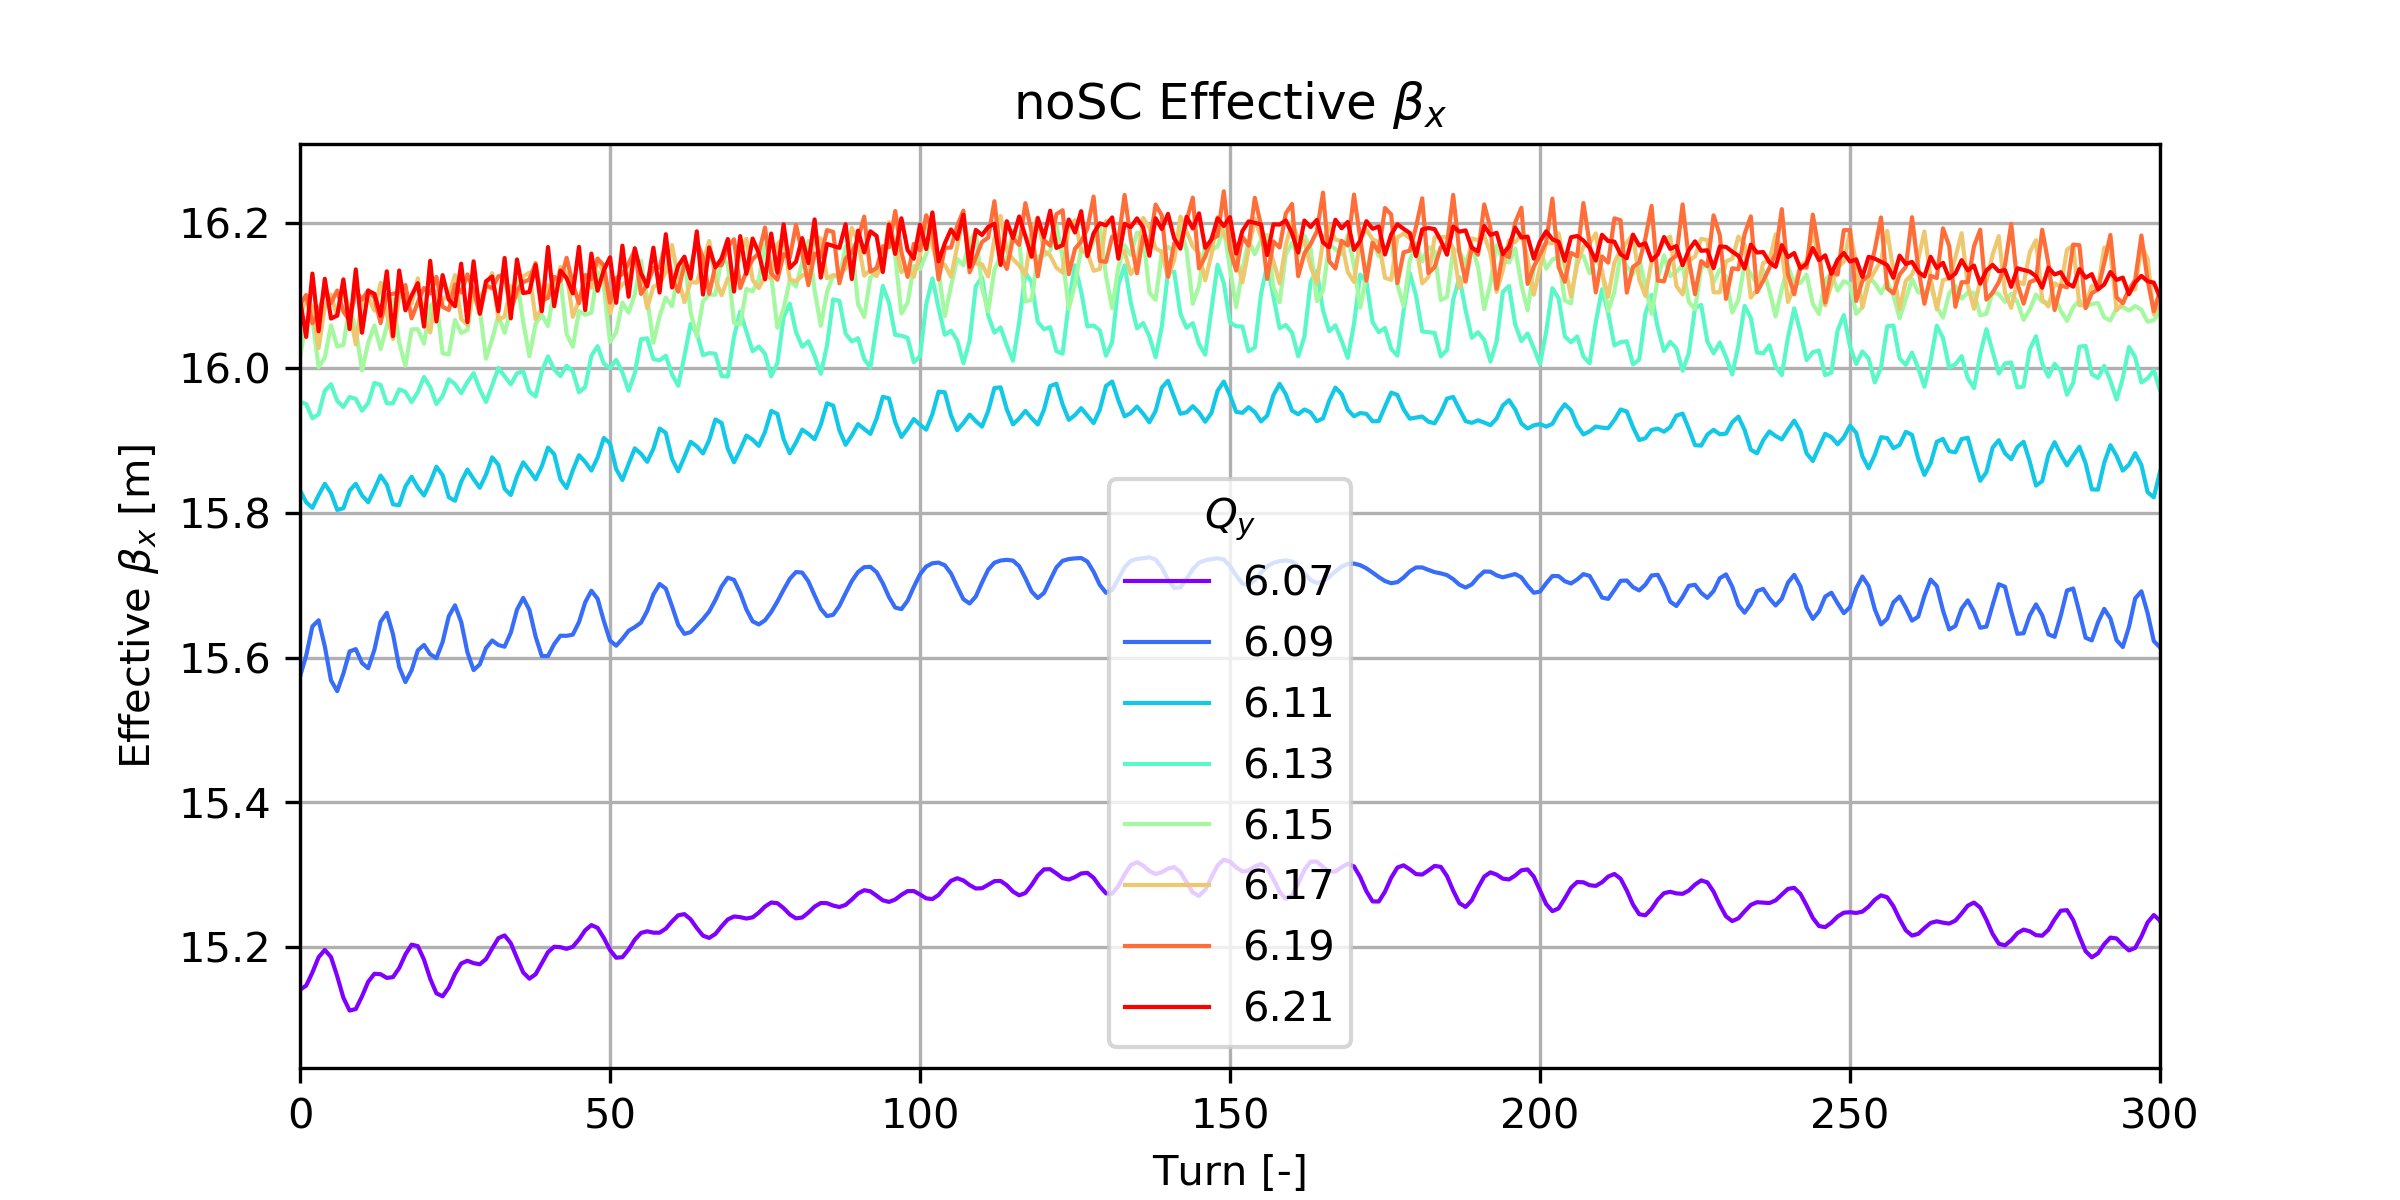 noSC Effective βx
Effective βx [m]
16.2
16.0
15.8
15.6
15.4
15.2
Qy
6.07
6.09
6.11
6.13
6.15
6.17
6.19
6.21
0 50 100 150 200 250 300
Turn [-]